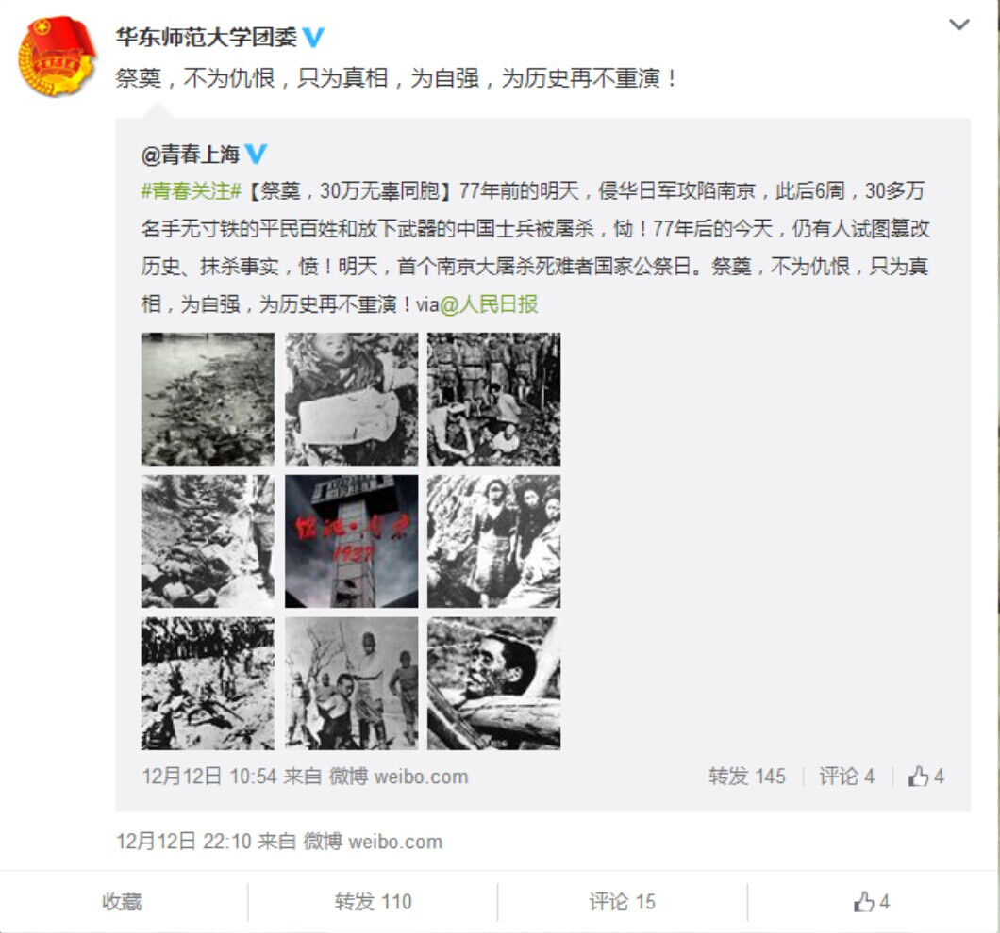 华东师范大学团委
祭奠，不为仇恨，只为真相，为自强，为历史再不重演！
@青春上海
#青春关注#【祭奠，30万无辜同胞】77年前的明天，侵华日军攻陷南京，此后6周，30多万
名手无寸铁的平民百姓和放下武器的中国士兵被屠杀，恸！77年后的今天，仍有人试图篡改
历史、抹杀事实，愤！明天，首个南京大屠杀死难者国家公祭日。祭奠，不为仇恨，只为真
相，为自强，为历史再不重演！via@人民日报
铭记·南京
1937
12月12日 10:54 来自 微博 weibo.com
转发 145 评论 4 4
12月12日 22:10 来自 微博 weibo.com
收藏 转发 110 评论 15 4